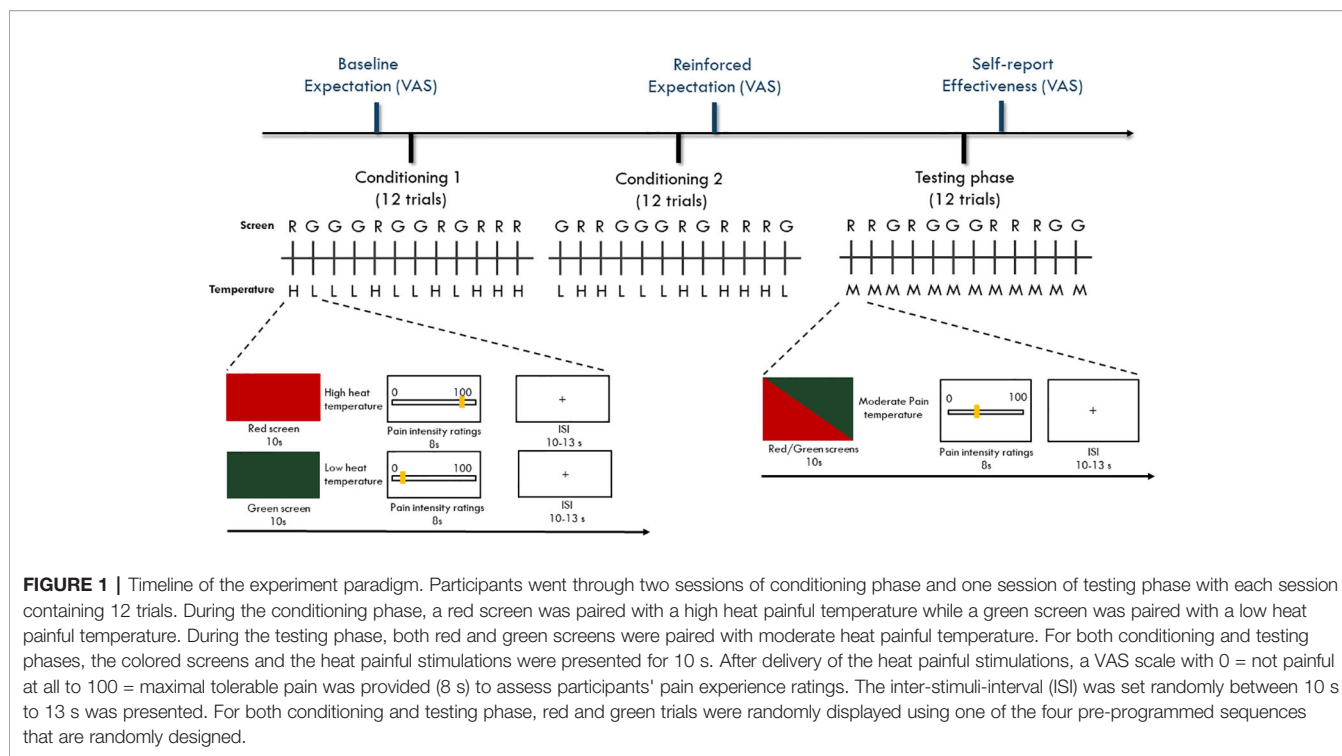 Baseline
Expectation (VAS)
Reinforced
Expectation (VAS)
Self-report
Effectiveness (VAS)
Conditioning 1
(12 trials)
Conditioning 2
(12 trials)
Testing phase
(12 trials)
Screen R G G G R G G R G R R R
G R R G G G R G R R R G
R R G R G G G R R R G G
Temperature H L L L H L L H L H H H
L H H L L L H L H H H L
M M M M M M M M M M M M
High heat
temperature
0 100
+
Red screen
10s
Pain intensity ratings
8s
ISI
10-13 s
Low heat
temperature
0 100
+
Green screen
10s
Pain intensity ratings
8s
ISI
10-13 s
Moderate Pain
temperature
0 100
+
Red/Green screens
10s
Pain intensity ratings
8s
ISI
10-13 s
FIGURE 1 | Timeline of the experiment paradigm. Participants went through two sessions of conditioning phase and one session of testing phase with each session
containing 12 trials. During the conditioning phase, a red screen was paired with a high heat painful temperature while a green screen was paired with a low heat
painful temperature. During the testing phase, both red and green screens were paired with moderate heat painful temperature. For both conditioning and testing
phases, the colored screens and the heat painful stimulations were presented for 10 s. After delivery of the heat painful stimulations, a VAS scale with 0 = not painful
at all to 100 = maximal tolerable pain was provided (8 s) to assess participants' pain experience ratings. The inter-stimuli-interval (ISI) was set randomly between 10 s
to 13 s was presented. For both conditioning and testing phase, red and green trials were randomly displayed using one of the four pre-programmed sequences
that are randomly designed.